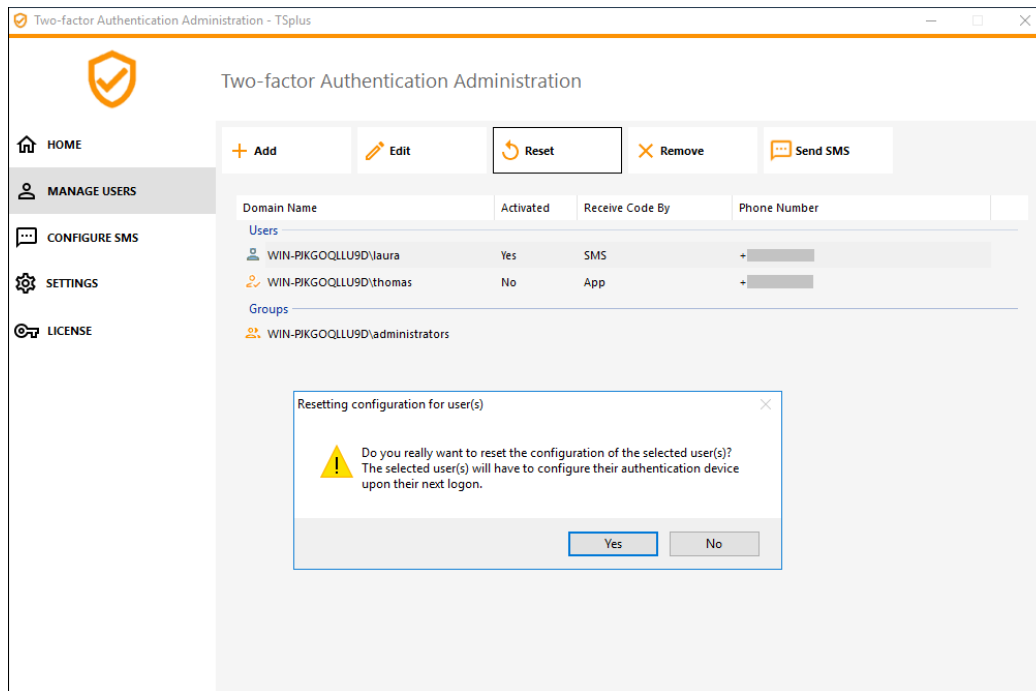 Two-factor Authentication Administration - TSplus
Two-factor Authentication Administration
HOME
MANAGE USERS
CONFIGURE SMS
SETTINGS
LICENSE
Add Edit Reset Remove Send SMS
Domain Name Activated Receive Code By Phone Number
Users
WIN-PJKGOQLLU9D\laura Yes SMS +
WIN-PJKGOQLLU9D\thomas No App +
Groups
WIN-PJKGOQLLU9D\administrators
Resetting configuration for user(s)
Do you really want to reset the configuration of the selected user(s)?
The selected user(s) will have to configure their authentication device
upon their next logon.
Yes No